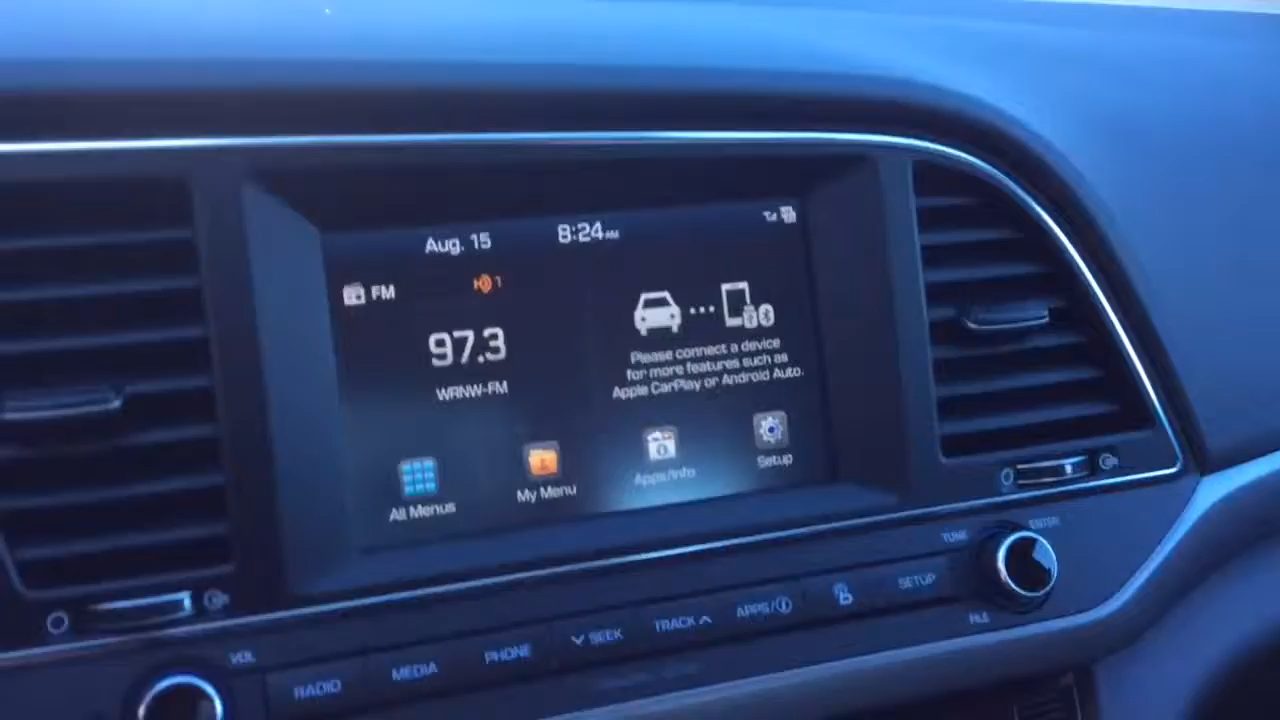 Aug. 15
8:24 AM
FM
HD 1
97.3
WRNW-FM
Please connect a device
for more features such as
Apple CarPlay or Android Auto.
All Menus
My Menu
Apps/Info
Setup
VOL
RADIO
MEDIA
PHONE
SEEK
TRACK
APPS/i
SETUP
TUNE
ENTER
FILE